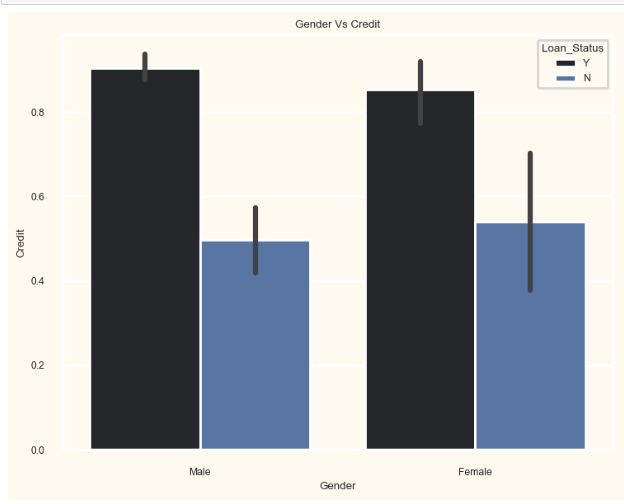 Gender Vs Credit
Loan_Status
Y
N
0.8
0.6
0.4
0.2
0.0
Credit
Male
Female
Gender